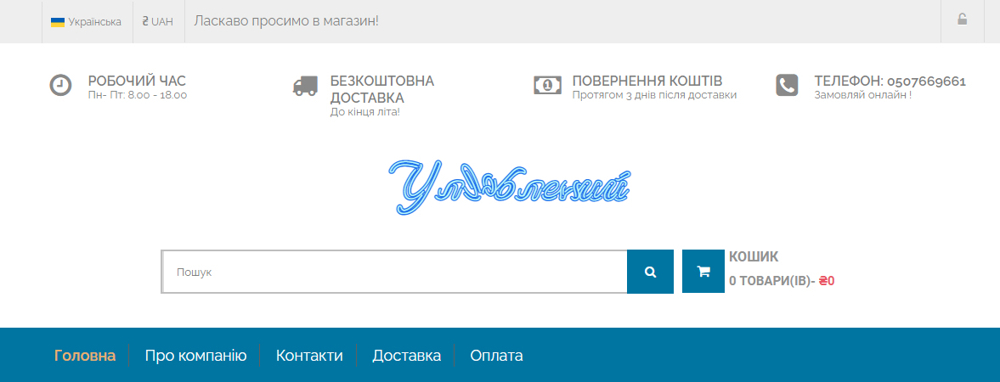 Українська
₴ UAH
Ласкаво просимо в магазин!
РОБОЧИЙ ЧАС
Пн- Пт: 8.00 - 18.00
БЕЗКОШТОВНА
ДОСТАВКА
До кінця літа!
ПОВЕРНЕННЯ КОШТІВ
Протягом 3 днів після доставки
ТЕЛЕФОН: 0507669661
Замовляй онлайн !
Улюблений
Пошук
КОШИК
0 ТОВАРИ(ІВ)- ₴0
Головна
Про компанію
Контакти
Доставка
Оплата